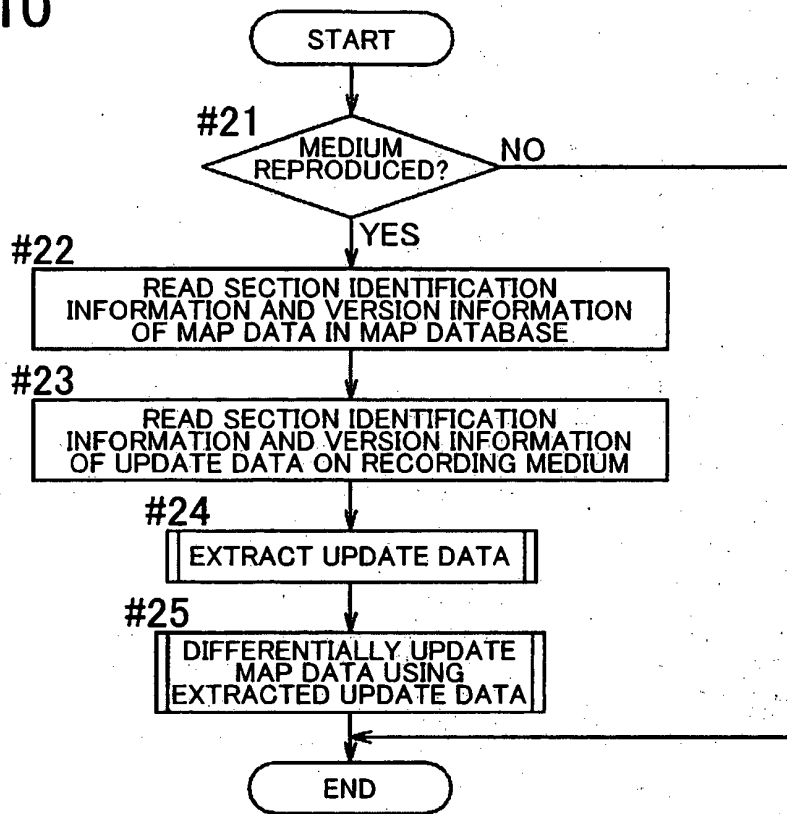 10
START
#21
MEDIUM
REPRODUCED?
NO
YES
#22
READ SECTION IDENTIFICATION
INFORMATION AND VERSION INFORMATION
OF MAP DATA IN MAP DATABASE
#23
READ SECTION IDENTIFICATION
INFORMATION AND VERSION INFORMATION
OF UPDATE DATA ON RECORDING MEDIUM
#24
EXTRACT UPDATE DATA
#25
DIFFERENTIALLY UPDATE
MAP DATA USING
EXTRACTED UPDATE DATA
END